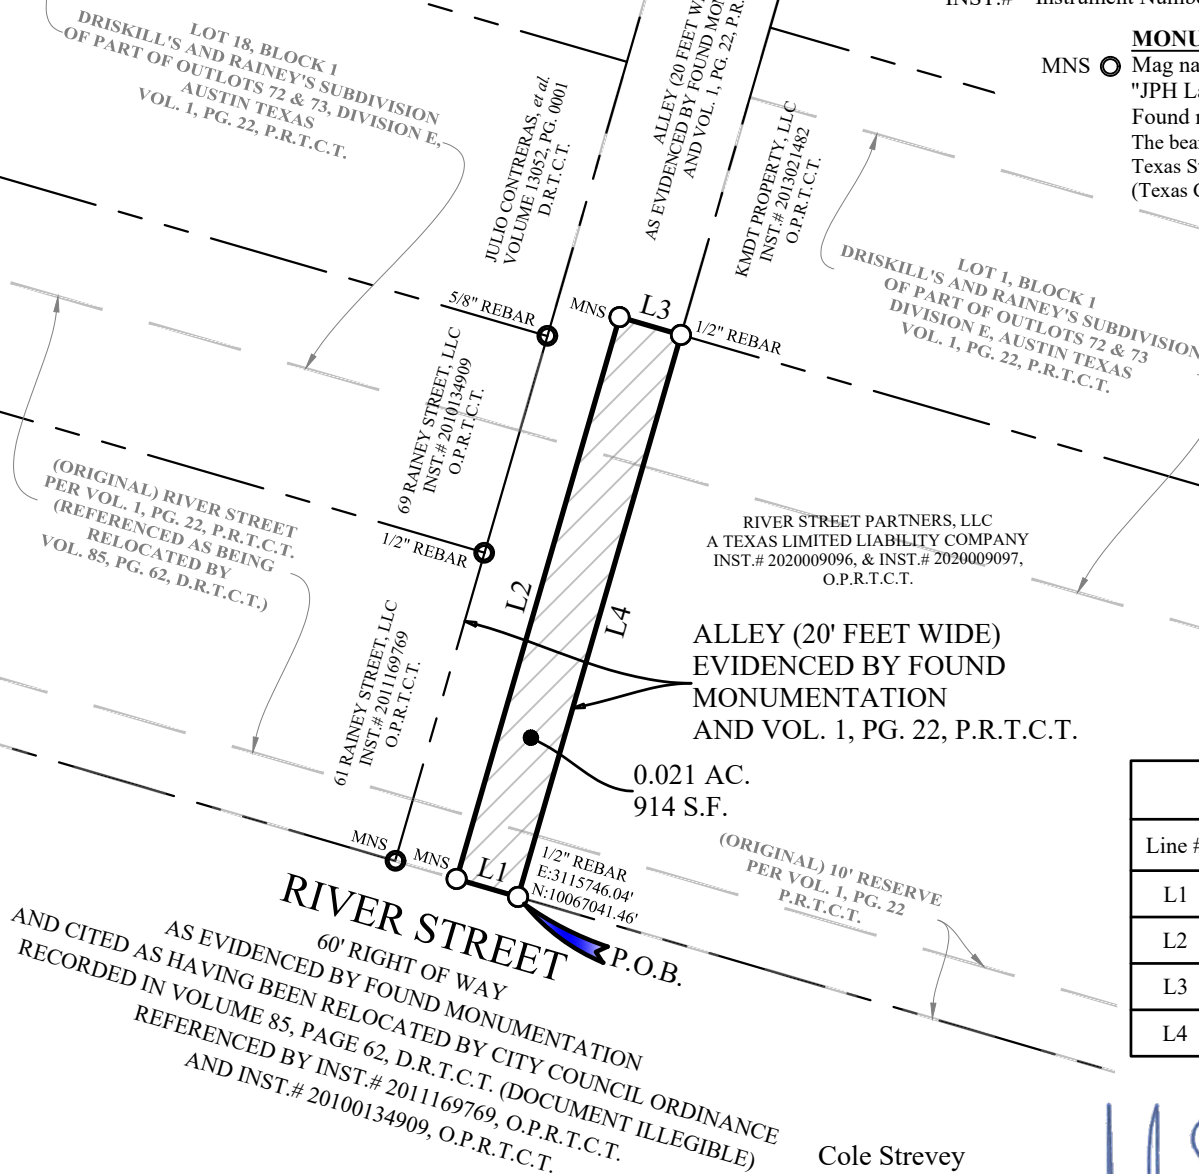 LOT 18, BLOCK 1
DRISKILL'S AND RAINEY'S SUBDIVISION
OF PART OF OUTLOTS 72 & 73, DIVISION E,
AUSTIN TEXAS
VOL. 1, PG. 22, P.R.T.C.T.
JULIO CONTRERAS, et al.
VOLUME 13052, PG. 0001
D.R.T.C.T.
ALLEY (20' FEET
AS EVIDENCED BY FOUND
AND VOL. 1, PG. 22,
KMDT PROPERTY, LLC
INST.# 2013021482
O.P.R.T.C.T.
INST.# Instrument
MNS
Mag
"JPH
Found
The
Texas
LOT 1, BLOCK 1
DRISKILL'S AND RAINEY'S SUBDIVISION
OF PART OF OUTLOTS 72 & 73
DIVISION E, AUSTIN TEXAS
VOL. 1, PG. 22, P.R.T.C.T.
5/8" REBAR
MNS
L3
1/2" REBAR
69 RAINEY STREET, LLC
INST.# 2010134909
O.P.R.T.C.T.
(ORIGINAL) RIVER STREET
PER VOL. 1, PG. 22, P.R.T.C.T.
(REFERENCED AS BEING
RELOCATED BY
VOL. 85, PG. 62, D.R.T.C.T.)
1/2" REBAR
RIVER STREET PARTNERS, LLC
A TEXAS LIMITED LIABILITY COMPANY
INST.# 2020009096, & INST.# 2020009097,
O.P.R.T.C.T.
L2
L4
61 RAINEY STREET, LLC
INST.# 2011169769
O.P.R.T.C.T.
ALLEY (20' FEET WIDE)
EVIDENCED BY FOUND
MONUMENTATION
AND VOL. 1, PG. 22, P.R.T.C.T.
0.021 AC.
914 S.F.
MNS
MNS
L1
1/2" REBAR
E:3115746.04'
N:10067041.46'
P.O.B.
(ORIGINAL) 10' RESERVE
PER VOL. 1, PG. 22
P.R.T.C.T.
RIVER STREET
60' RIGHT OF WAY
AS EVIDENCED BY FOUND MONUMENTATION
AND CITED AS HAVING BEEN RELOCATED BY CITY COUNCIL ORDINANCE
RECORDED IN VOLUME 85, PAGE 62, D.R.T.C.T. (DOCUMENT ILLEGIBLE)
REFERENCED BY INST.# 2011169769, O.P.R.T.C.T.
AND INST.# 20100134909, O.P.R.T.C.T.
Line #
L1
L2
L3
L4
Cole Strevey